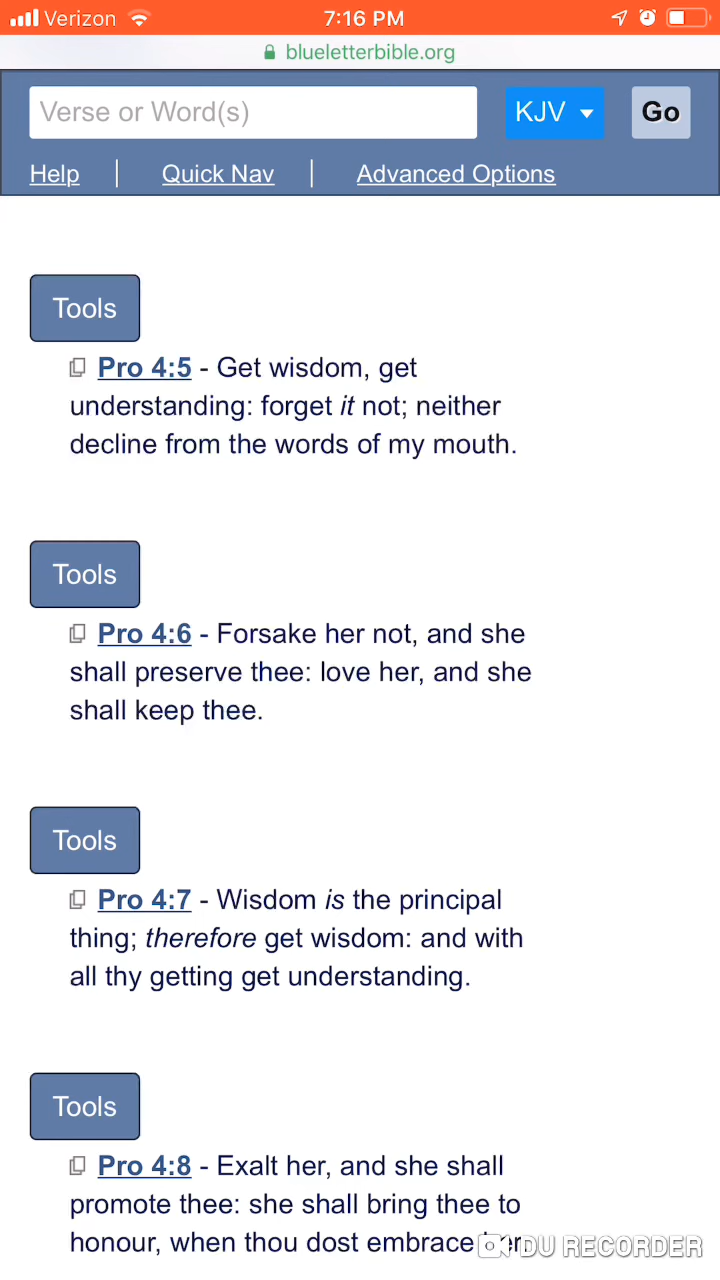 Verizon 7:16 PM
blueletterbible.org
Verse or Word(s) KJV Go
Help | Quick Nav | Advanced Options
Tools
Pro 4:5 - Get wisdom, get
understanding: forget it not; neither
decline from the words of my mouth.
Tools
Pro 4:6 - Forsake her not, and she
shall preserve thee: love her, and she
shall keep thee.
Tools
Pro 4:7 - Wisdom is the principal
thing; therefore get wisdom: and with
all thy getting get understanding.
Tools
Pro 4:8 - Exalt her, and she shall
promote thee: she shall bring thee to
honour, when thou dost embrace
DU RECORDER